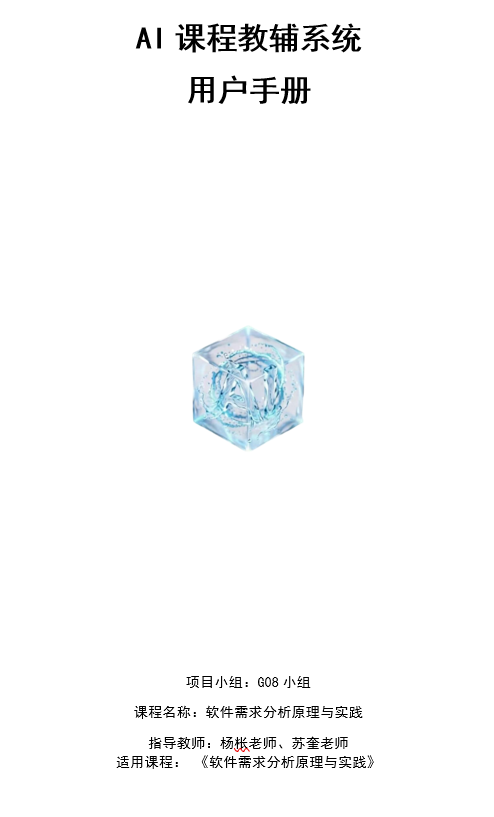 AI 课程教辅系统
用户手册
AI
项目小组：G08 小组
课程名称：软件需求分析原理与实践
指导教师：杨枨老师、苏奎老师
适用课程： 《软件需求分析原理与实践》